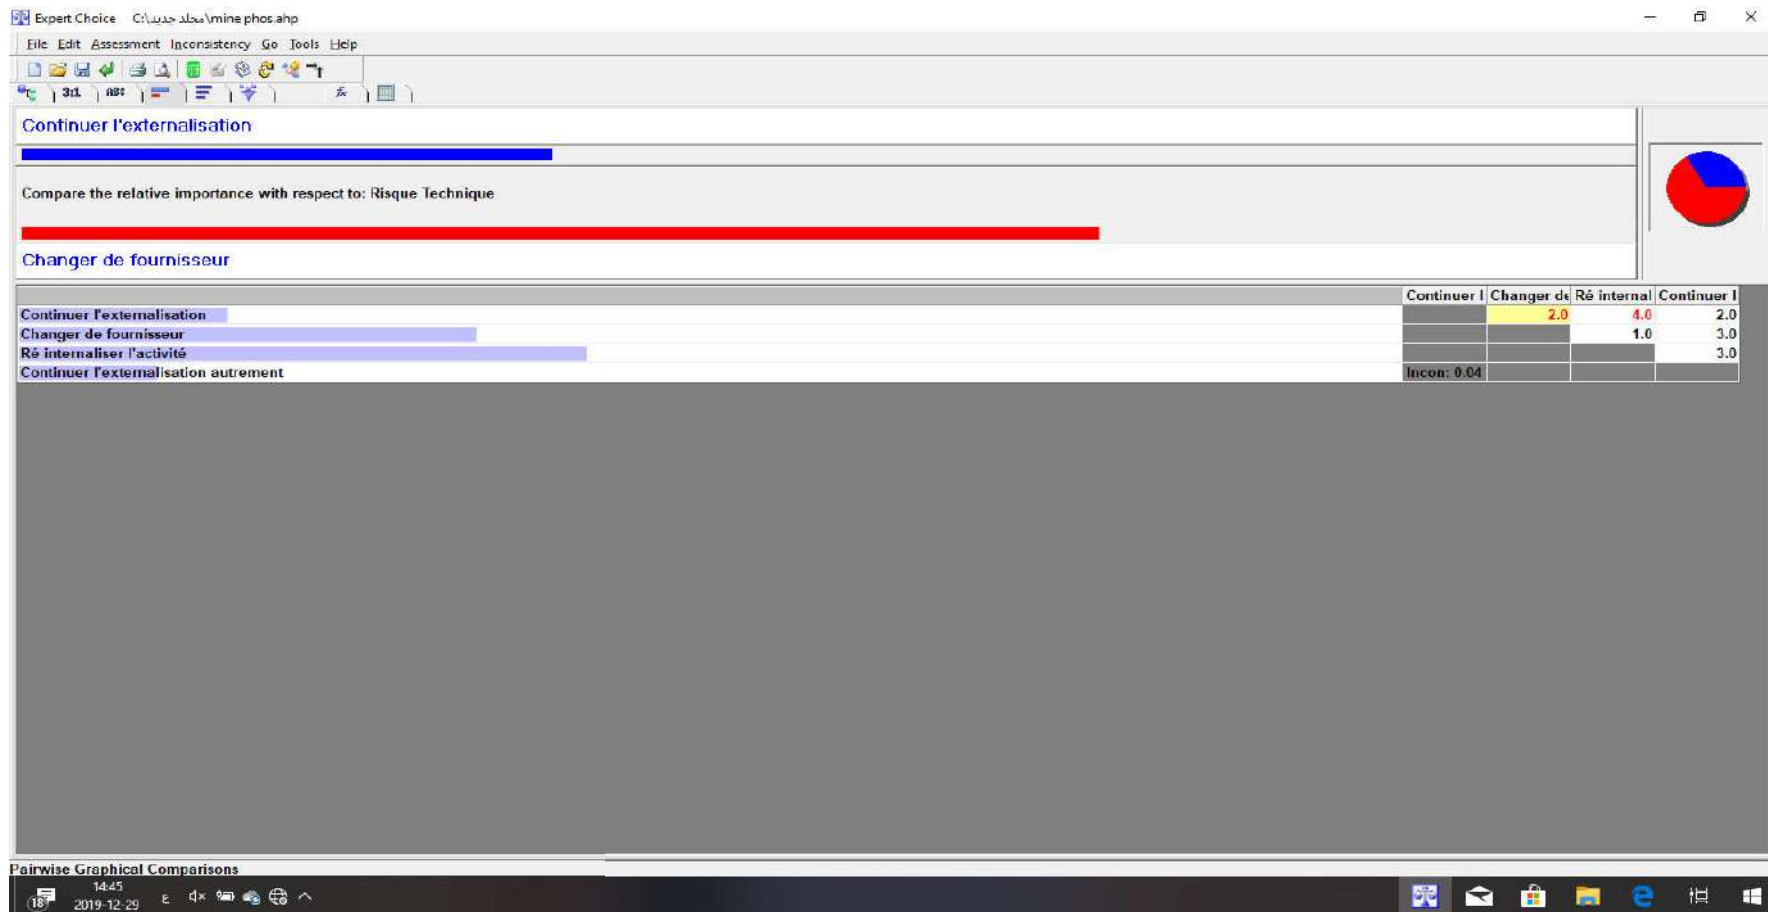 Expert Choice C:\مجلد جديد\mine phos.ahp
File Edit Assessment Inconsistency Go Tools Help
3:1 ABC fx
Continuer l'externalisation
Compare the relative importance with respect to: Risque Technique
Changer de fournisseur
Continuer l Changer de Ré internal Continuer l
Continuer l'externalisation 2.0 4.0 2.0
Changer de fournisseur 1.0 3.0
Ré internaliser l'activité 3.0
Continuer l'externalisation autrement Incon: 0.04
Pairwise Graphical Comparisons
18 14:45 ع
2019-12-29